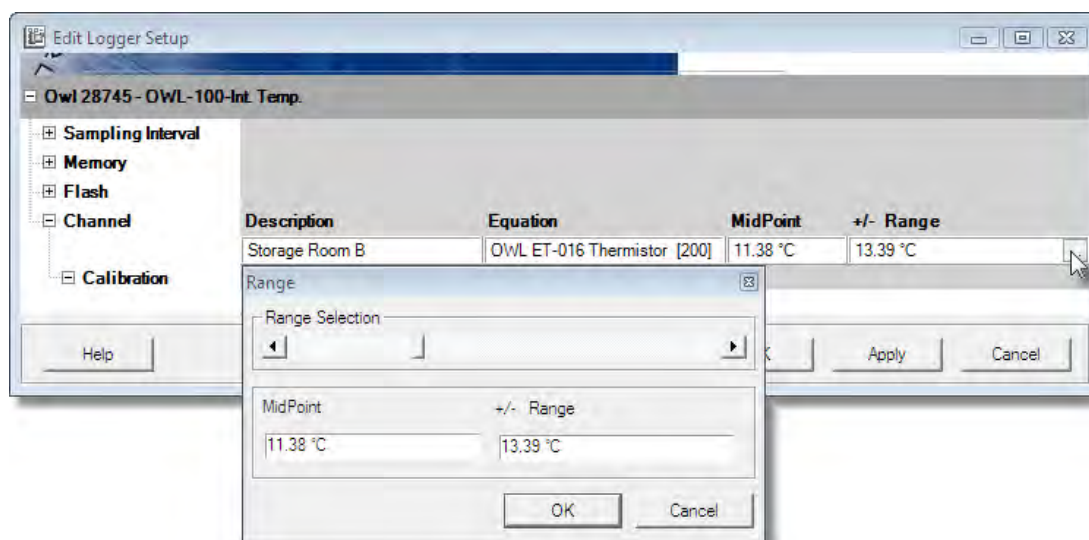 Edit Logger Setup
Owl 28745 - OWL-100-Int. Temp.
Sampling Interval
Memory
Flash
Channel Description Equation MidPoint +/- Range
Storage Room B OWL ET-016 Thermistor [200] 11.38 °C 13.39 °C
Calibration
Range
Range Selection
Help Apply Cancel
MidPoint +/- Range
11.38 °C 13.39 °C
OK Cancel